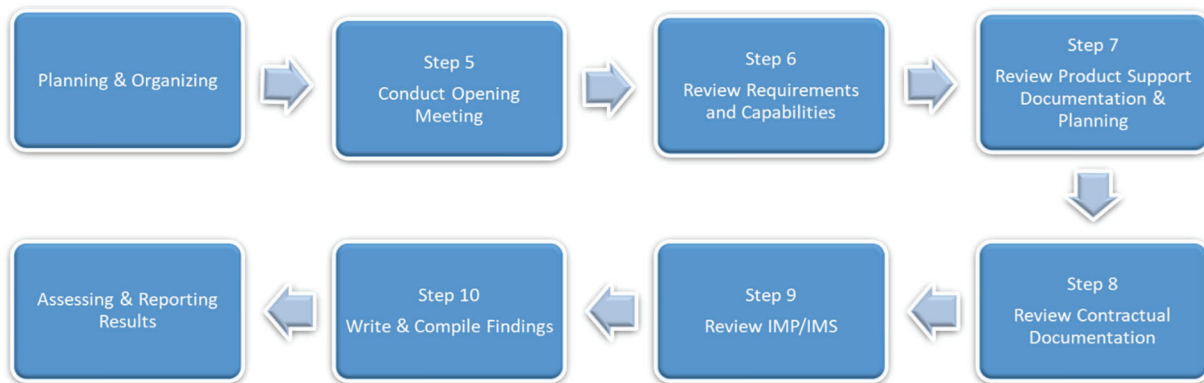 Planning & Organizing
Step 5
Conduct Opening
Meeting
Step 6
Review Requirements
and Capabilities
Step 7
Review Product Support
Documentation &
Planning
Step 8
Review Contractual
Documentation
Step 9
Review IMP/IMS
Step 10
Write & Compile Findings
Assessing & Reporting
Results